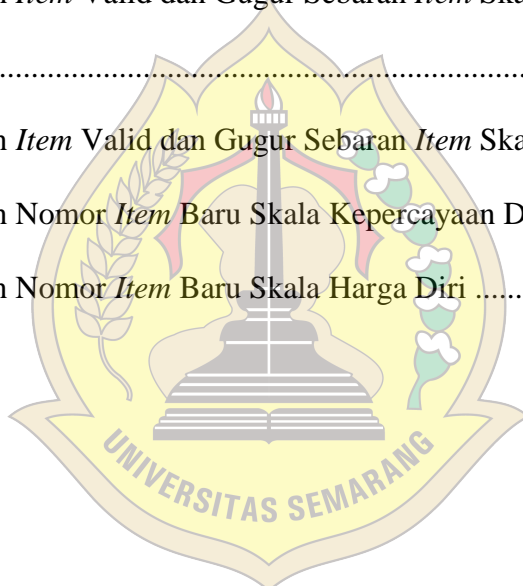 n Item Valid dan Gugur Sebaran Item Ska
............................................................
n Item Valid dan Gugur Sebaran Item Ska
n Nomor Item Baru Skala Kepercayaan D
n Nomor Item Baru Skala Harga Diri ......
UNIVERSITAS SEMARANG